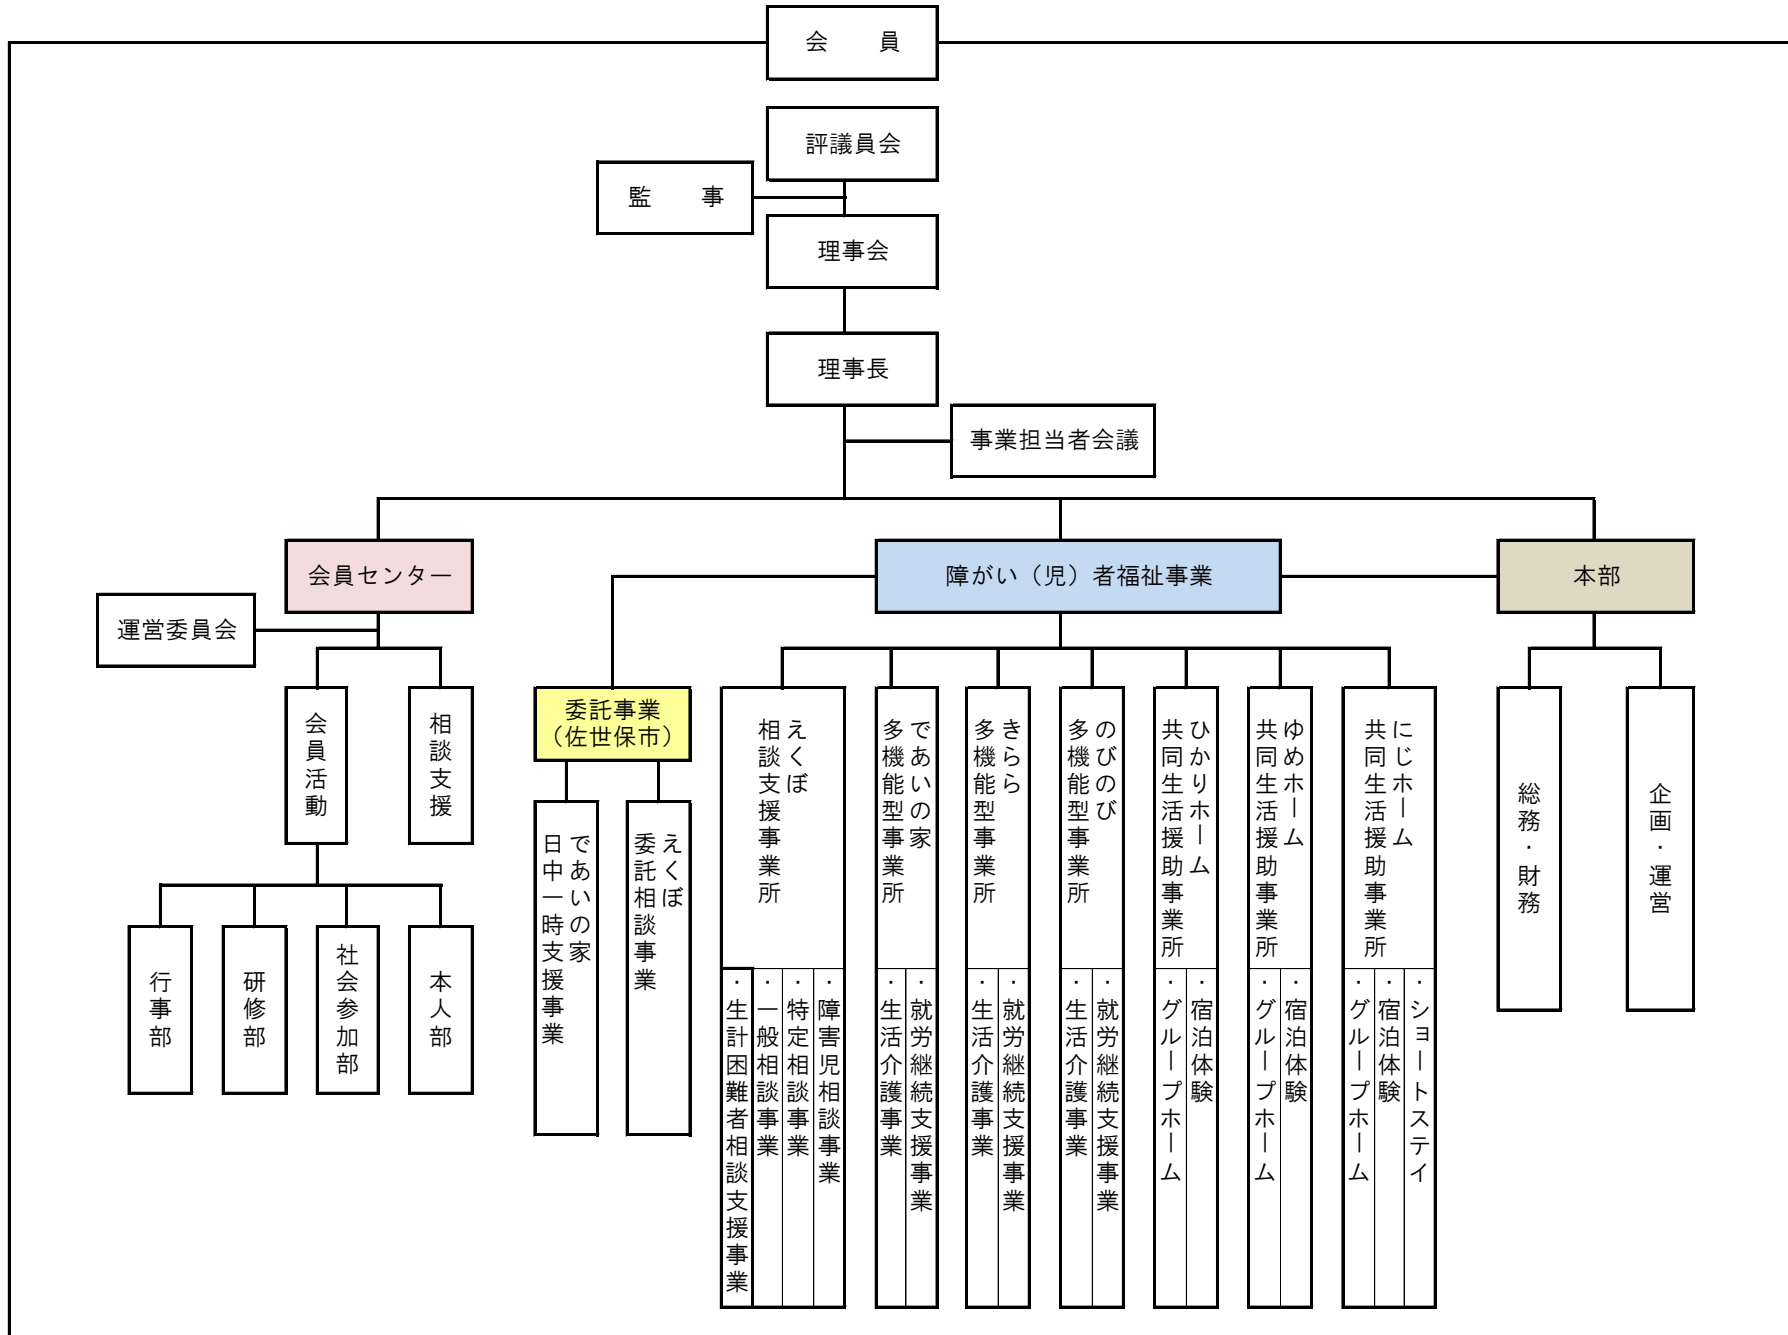 会　　員
評議員会
監　　事
理事会
理事長
事業担当者会議
会員センター
障がい（児）者福祉事業
本部
運営委員会
会員活動
相談支援
行事部
研修部
社会参加部
本人部
委託事業
（佐世保市）
であいの家
日中一時支援事業
えくぼ
委託相談事業
えくぼ
相談支援事業所
・障害児相談事業
・特定相談事業
・一般相談事業
・生計困難者相談支援事業
であいの家
多機能型事業所
・就労継続支援事業
・生活介護事業
きらら
多機能型事業所
・就労継続支援事業
・生活介護事業
のびのび
多機能型事業所
・就労継続支援事業
・生活介護事業
ひかりホーム
共同生活援助事業所
・宿泊体験
・グループホーム
ゆめホーム
共同生活援助事業所
・宿泊体験
・グループホーム
にじホーム
共同生活援助事業所
・ショートステイ
・宿泊体験
・グループホーム
総務・財務
企画・運営